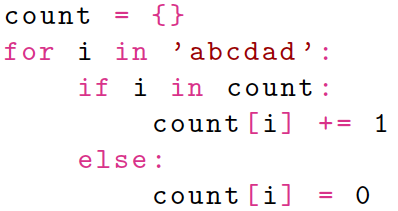 count = {}
for i in ’abcdad’:
    if i in count:
        count[i] += 1
    else:
        count[i] = 0